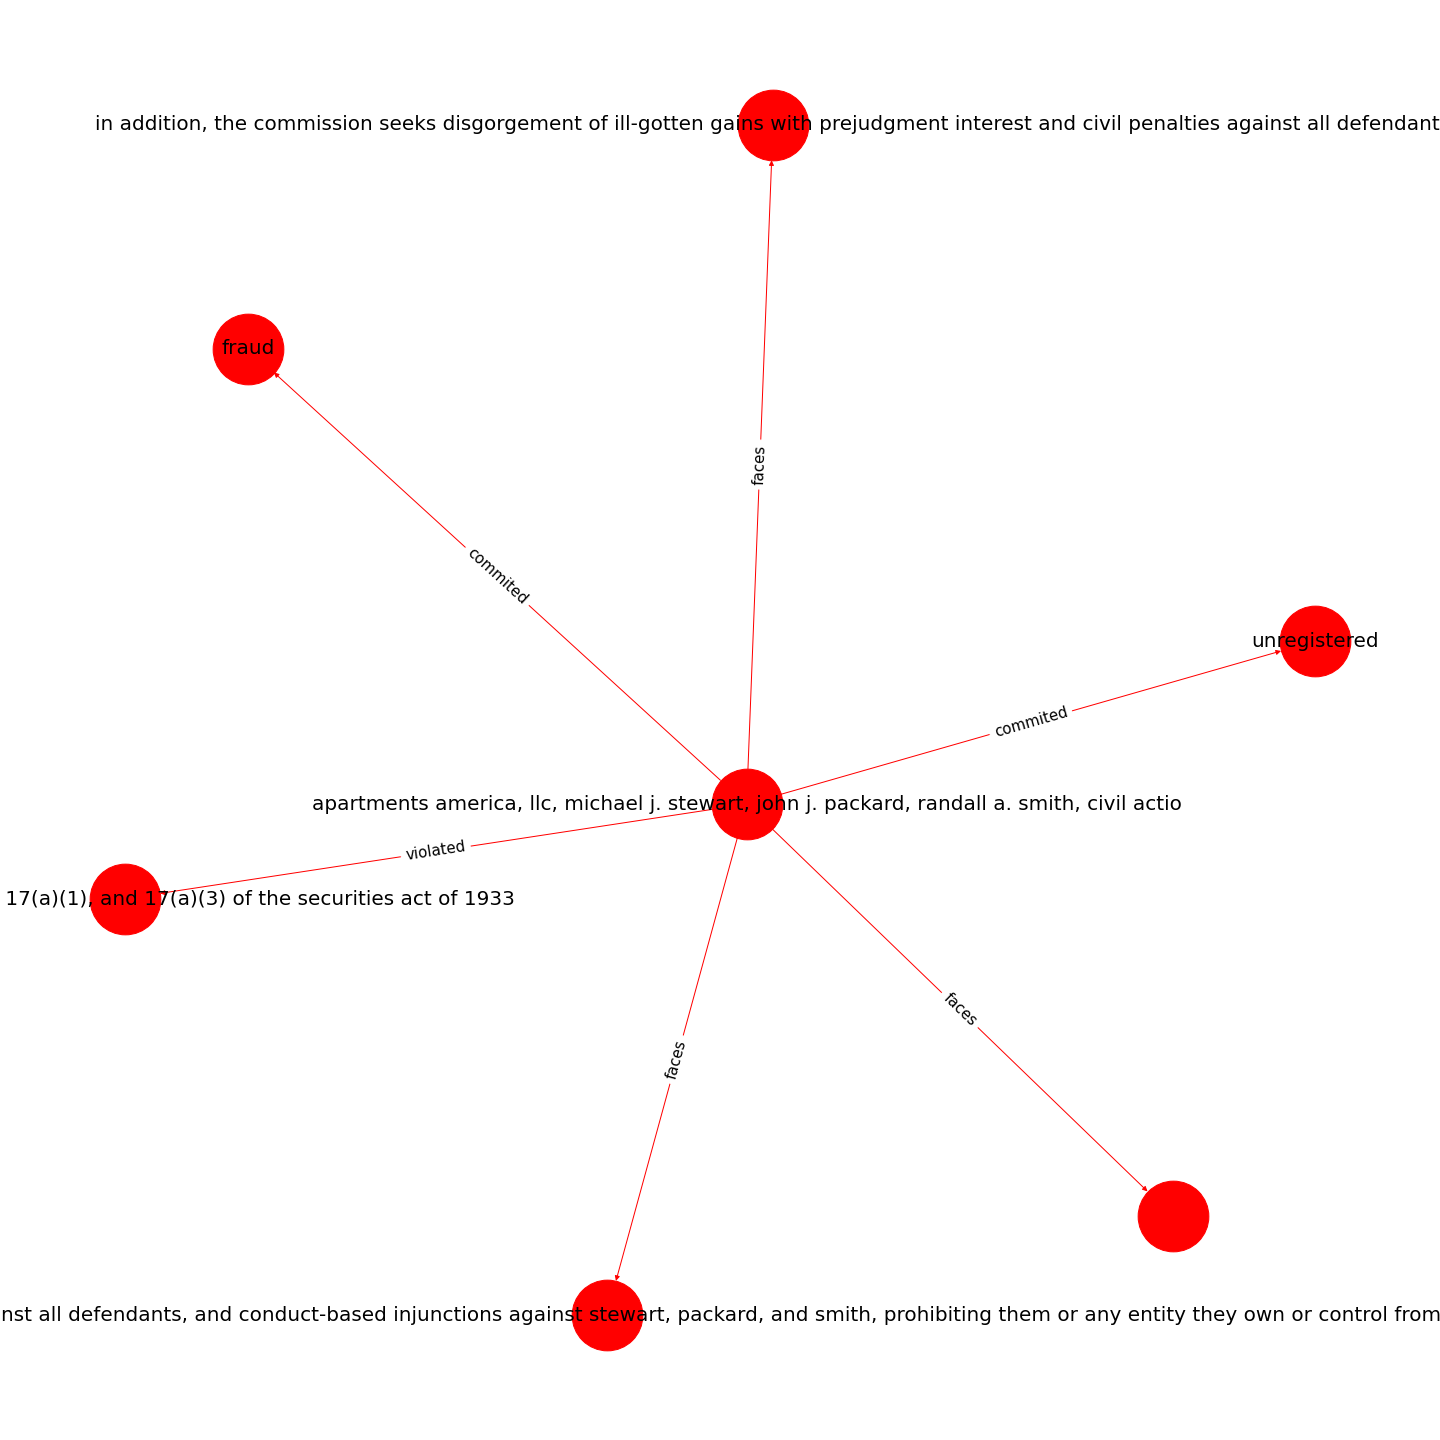 in addition, the commission seeks disgorgement of ill-gotten gains with prejudgment interest and civil penalties against all defendant
fraud
faces
commited
unregistered
commited
apartments america, llc, michael j. stewart, john j. packard, randall a. smith, civil actio
violated
17(a)(1), and 17(a)(3) of the securities act of 1933
faces
faces
nst all defendants, and conduct-based injunctions against stewart, packard, and smith, prohibiting them or any entity they own or control from